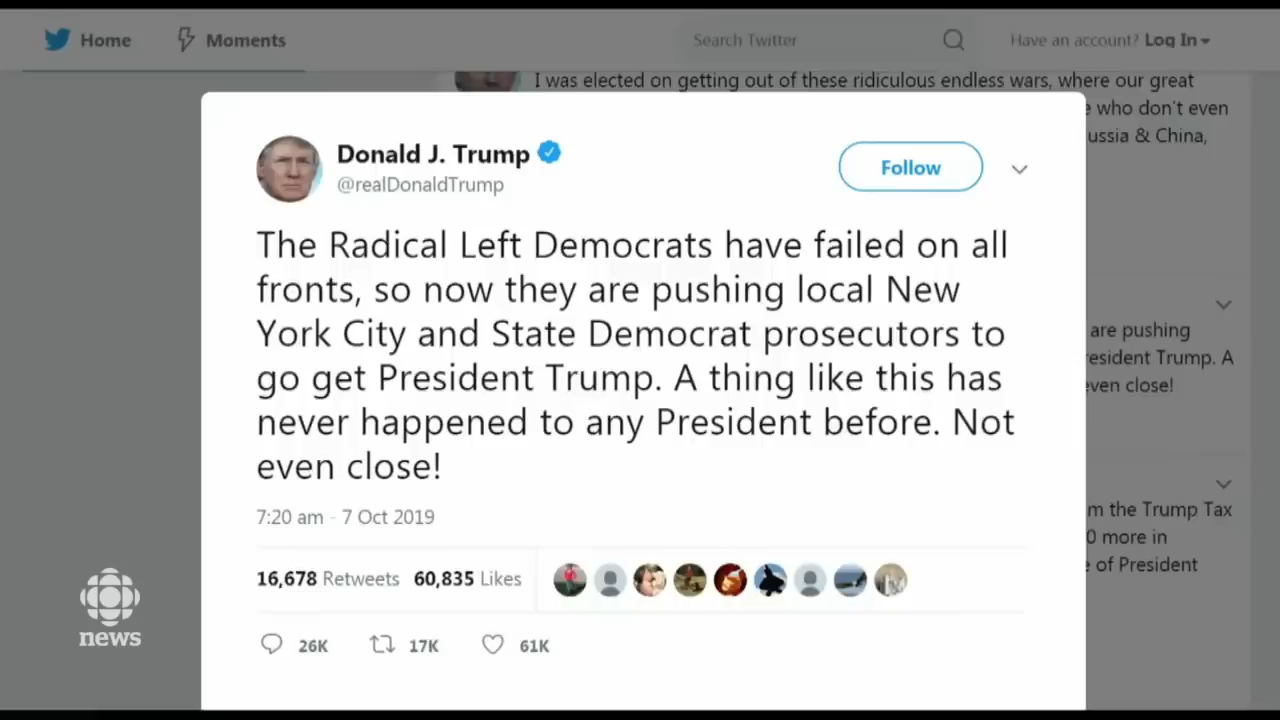 Home
Moments
Search Twitter
Have an account? Log In
I was elected on getting out of these ridiculous endless wars, where our great
who don't even
ussia & China,
Donald J. Trump
@realDonaldTrump
Follow
The Radical Left Democrats have failed on all
fronts, so now they are pushing local New
York City and State Democrat prosecutors to
go get President Trump. A thing like this has
never happened to any President before. Not
even close!
7:20 am - 7 Oct 2019
16,678 Retweets 60,835 Likes
26K
17K
61K
are pushing
resident Trump. A
even close!
m the Trump Tax
0 more in
of President
news